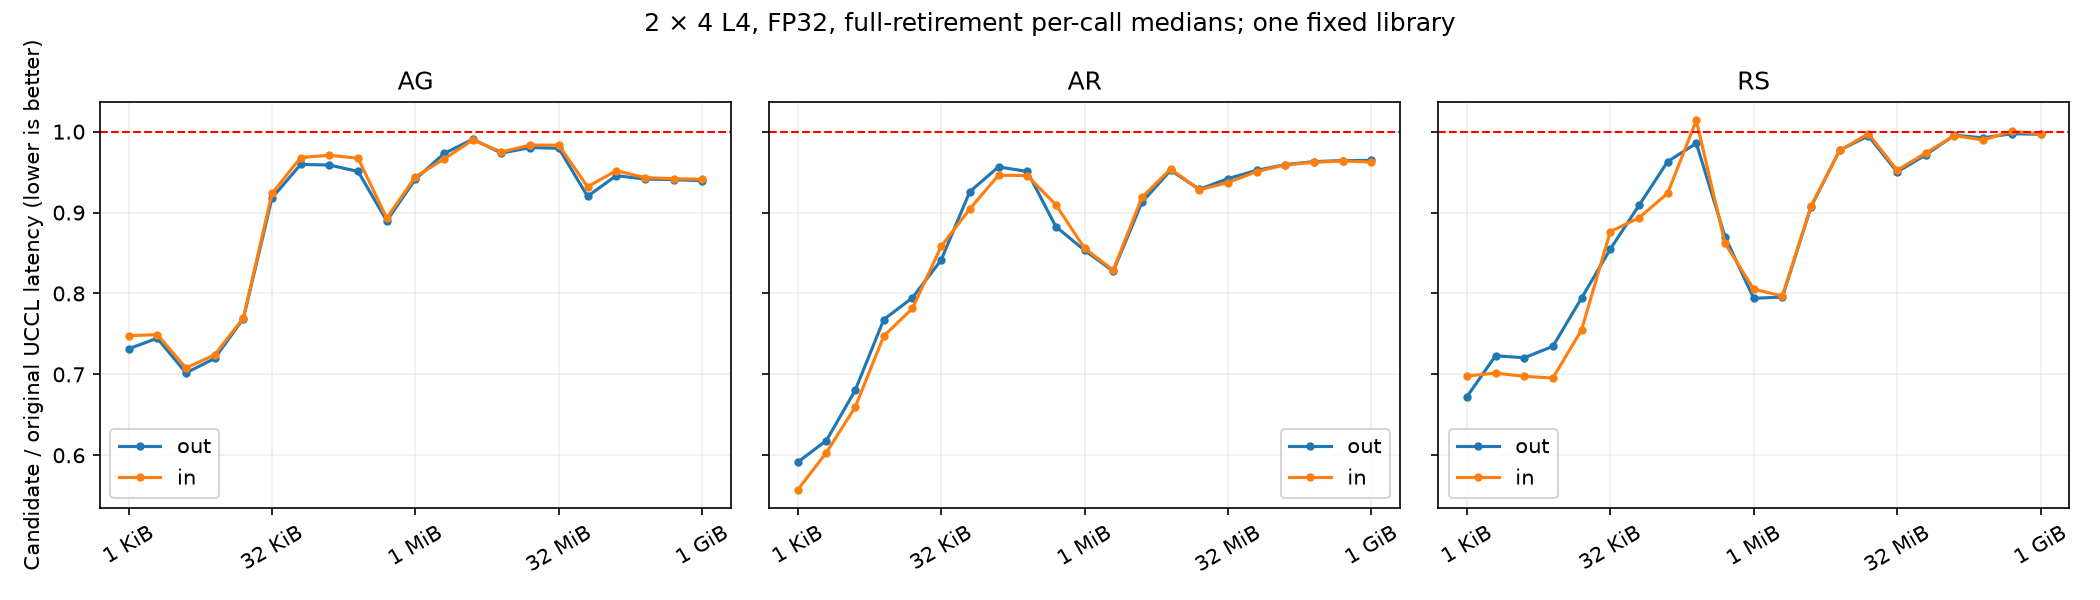 2 × 4 L4, FP32, full-retirement per-call medians; one fixed library
Candidate / original UCCL latency (lower is better)
AG
1.0
0.9
0.8
0.7
0.6
out
in
1 KiB
32 KiB
1 MiB
32 MiB
1 GiB
AR
out
in
1 KiB
32 KiB
1 MiB
32 MiB
1 GiB
RS
out
in
1 KiB
32 KiB
1 MiB
32 MiB
1 GiB